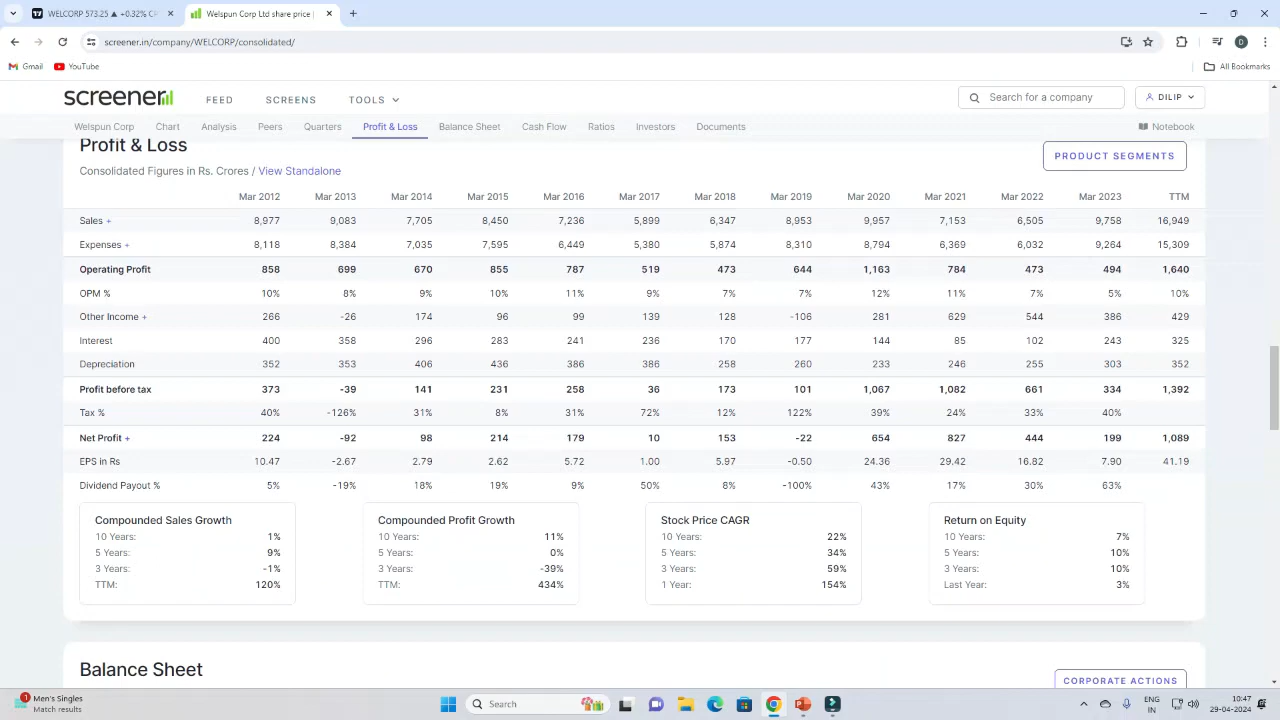 WELCORP 557.95 ▲ +0.32%
Welspun Corp Ltd share price |
screener.in/company/WELCORP/consolidated/
D
Gmail YouTube All Bookmarks
screener FEED SCREENS TOOLS Search for a company DILIP
Welspun Corp Chart Analysis Peers Quarters Profit & Loss Balance Sheet Cash Flow Ratios Investors Documents Notebook
Profit & Loss
PRODUCT SEGMENTS
Consolidated Figures in Rs. Crores / View Standalone
Mar 2012 Mar 2013 Mar 2014 Mar 2015 Mar 2016 Mar 2017 Mar 2018 Mar 2019 Mar 2020 Mar 2021 Mar 2022 Mar 2023 TTM
Sales + 8,977 9,083 7,705 8,450 7,236 5,899 6,347 8,953 9,957 7,153 6,505 9,758 16,949
Expenses + 8,118 8,384 7,035 7,595 6,449 5,380 5,874 8,310 8,794 6,369 6,032 9,264 15,309
Operating Profit 858 699 670 855 787 519 473 644 1,163 784 473 494 1,640
OPM % 10% 8% 9% 10% 11% 9% 7% 7% 12% 11% 7% 5% 10%
Other Income + 266 -26 174 96 99 139 128 -106 281 629 544 386 429
Interest 400 358 296 283 241 236 170 177 144 85 102 243 325
Depreciation 352 353 406 436 386 386 258 260 233 246 255 303 352
Profit before tax 373 -39 141 231 258 36 173 101 1,067 1,082 661 334 1,392
Tax % 40% -126% 31% 8% 31% 72% 12% 122% 39% 24% 33% 40%
Net Profit + 224 -92 98 214 179 10 153 -22 654 827 444 199 1,089
EPS in Rs 10.47 -2.67 2.79 2.62 5.72 1.00 5.97 -0.50 24.36 29.42 16.82 7.90 41.19
Dividend Payout % 5% -19% 18% 19% 9% 50% 8% -100% 43% 17% 30% 63%
Compounded Sales Growth
10 Years: 1%
5 Years: 9%
3 Years: -1%
TTM: 120%
Compounded Profit Growth
10 Years: 11%
5 Years: 0%
3 Years: -39%
TTM: 434%
Stock Price CAGR
10 Years: 22%
5 Years: 34%
3 Years: 59%
1 Year: 154%
Return on Equity
10 Years: 7%
5 Years: 10%
3 Years: 10%
Last Year: 3%
Balance Sheet
CORPORATE ACTIONS
1
Men's Singles
Match results
Search
ENG
IN
10:47
29-04-2024